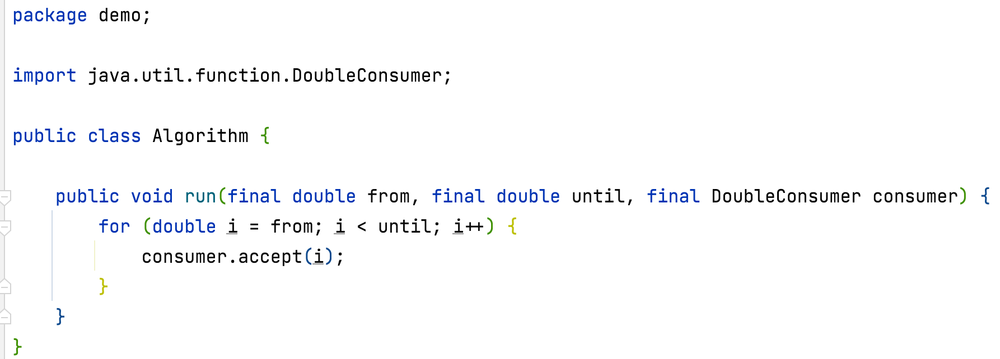 package demo;
import java.util.function.DoubleConsumer;
public class Algorithm {
public void run(final double from, final double until, final DoubleConsumer consumer) {
for (double i = from; i < until; i++) {
consumer.accept(i);
}
}
}